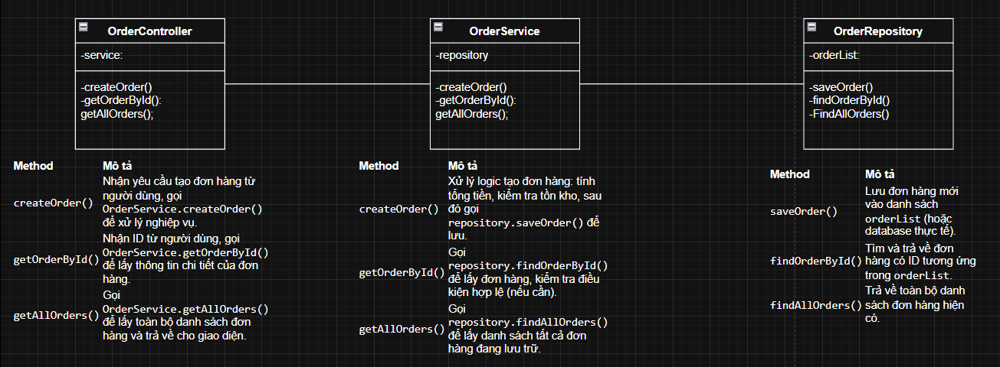 OrderController
-service:
-createOrder()
-getOrderById():
getAllOrders();
OrderService
-repository
-createOrder()
-getOrderById():
getAllOrders();
OrderRepository
-orderList:
-saveOrder()
-findOrderById()
-FindAllOrders()
Method Mô tả
createOrder()
Nhận yêu cầu tạo đơn hàng từ
người dùng, gọi
OrderService.createOrder()
để xử lý nghiệp vụ.
getOrderById()
Nhận ID từ người dùng, gọi
OrderService.getOrderById()
để lấy thông tin chi tiết của đơn
hàng.
getAllOrders()
Gọi
OrderService.getAllOrders()
để lấy toàn bộ danh sách đơn
hàng và trả về cho giao diện.
Method Mô tả
createOrder()
Xử lý logic tạo đơn hàng: tính
tổng tiền, kiểm tra tồn kho, sau
đó gọi
repository.saveOrder() để
lưu.
getOrderById()
Gọi
repository.findOrderById()
để lấy đơn hàng, kiểm tra điều
kiện hợp lệ (nếu cần).
getAllOrders()
Gọi
repository.findAllOrders()
để lấy danh sách tất cả đơn
hàng đang lưu trữ.
Method Mô tả
saveOrder()
Lưu đơn hàng mới
vào danh sách
orderList (hoặc
database thực tế).
findOrderById()
Tìm và trả về đơn
hàng có ID tương ứng
trong orderList.
findAllOrders()
Trả về toàn bộ danh
sách đơn hàng hiện
có.